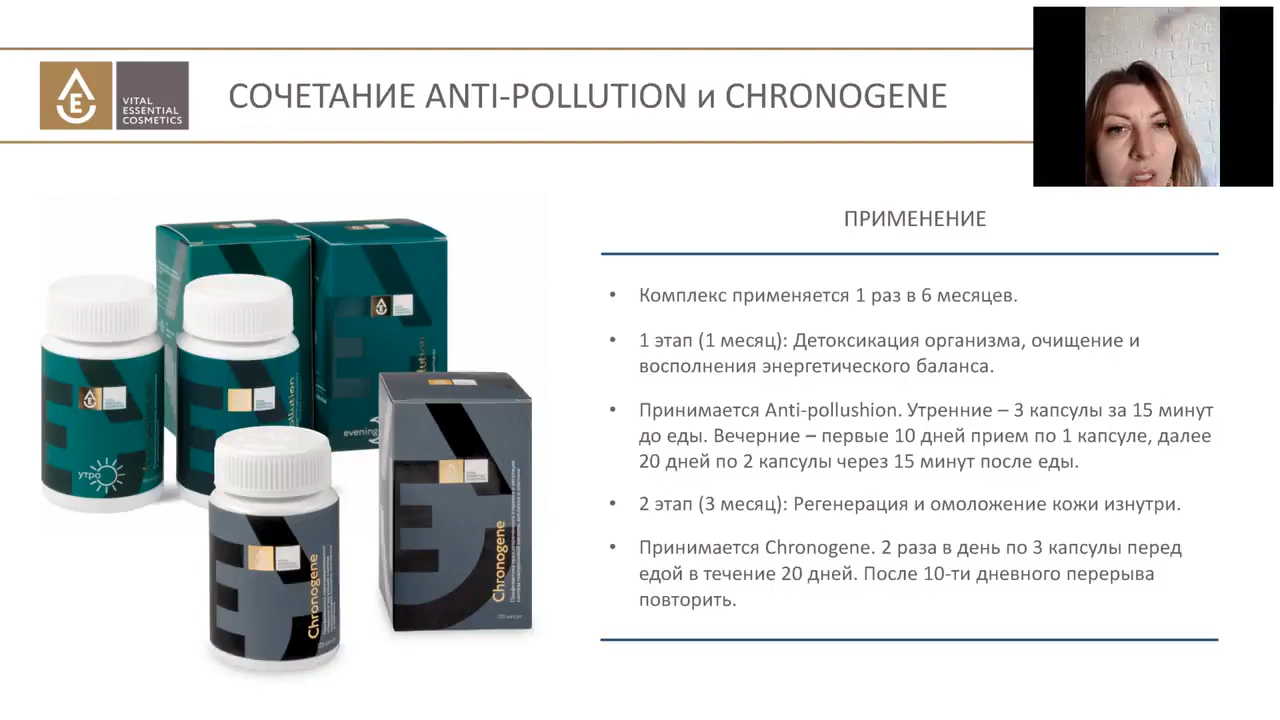 VITAL
ESSENTIAL
COSMETICS
СОЧЕТАНИЕ ANTI-POLLUTION и CHRONOGENE
ПРИМЕНЕНИЕ
• Комплекс применяется 1 раз в 6 месяцев.
• 1 этап (1 месяц): Детоксикация организма, очищение и
восполнения энергетического баланса.
• Принимается Anti-pollushion. Утренние – 3 капсулы за 15 минут
до еды. Вечерние – первые 10 дней прием по 1 капсуле, далее
20 дней по 2 капсулы через 15 минут после еды.
• 2 этап (3 месяц): Регенерация и омоложение кожи изнутри.
• Принимается Chronogene. 2 раза в день по 3 капсулы перед
едой в течение 20 дней. После 10-ти дневного перерыва
повторить.
утро
evening
Chronogene
Chronogene